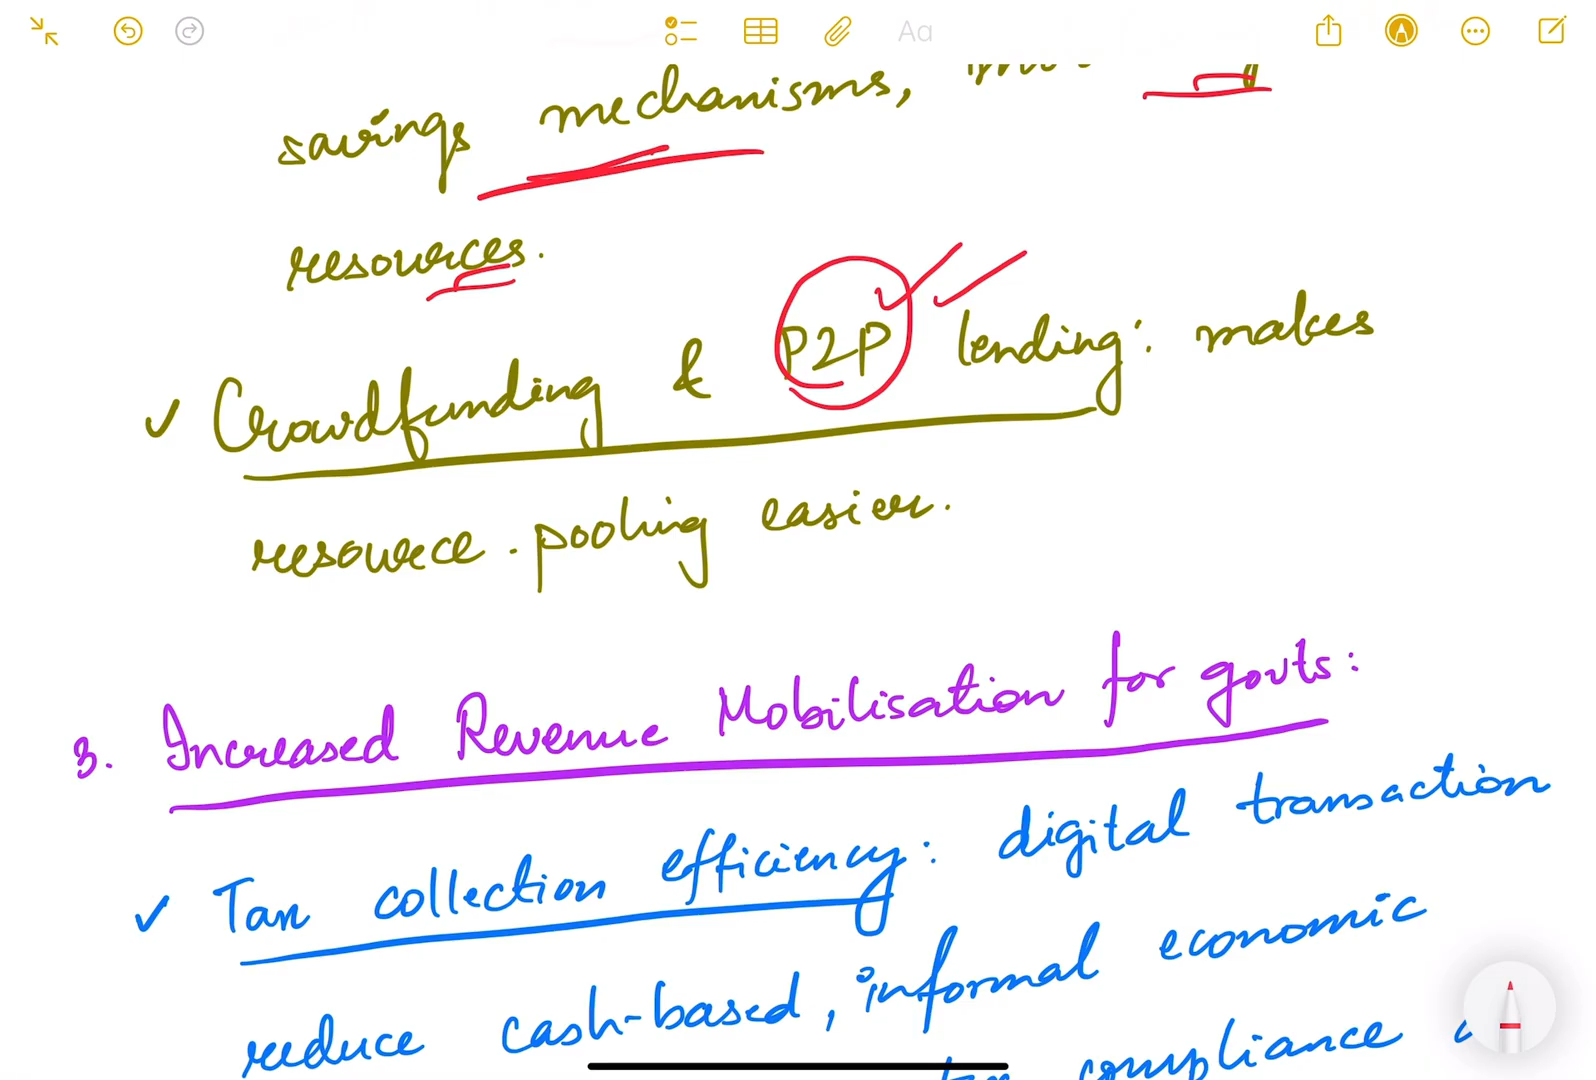 Aa
savings mechanisms,
resources.
✓ Crowdfunding & P2P lending: makes
resource pooling easier.
3. Increased Revenue Mobilisation for govts:
✓ Tax collection efficiency: digital transaction
reduce cash-based, informal economic
compliance